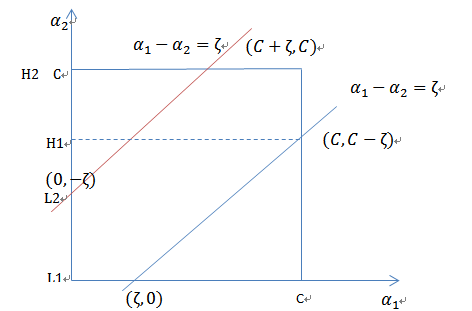 α₂
α₁ − α₂ = ζ
(C + ζ, C)
H2 C
α₁ − α₂ = ζ
H1
(C, C − ζ)
(0, −ζ)
L2
L1
(ζ, 0)
C
α₁